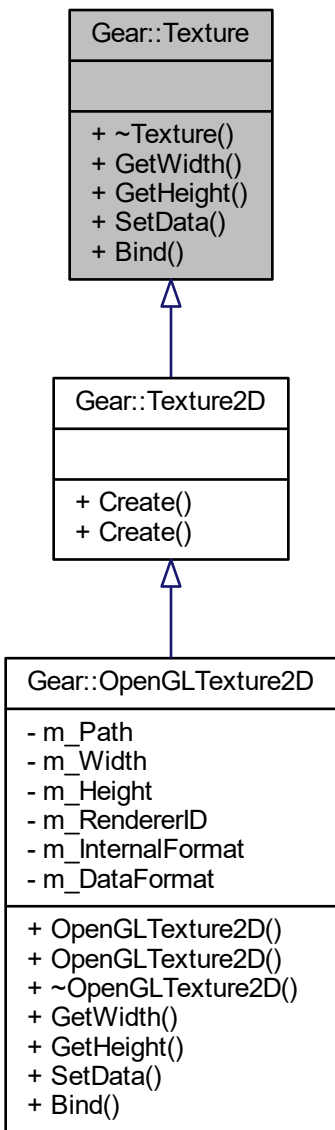 Gear::Texture
+ ~Texture()
+ GetWidth()
+ GetHeight()
+ SetData()
+ Bind()
Gear::Texture2D
+ Create()
+ Create()
Gear::OpenGLTexture2D
- m_Path
- m_Width
- m_Height
- m_RendererID
- m_InternalFormat
- m_DataFormat
+ OpenGLTexture2D()
+ OpenGLTexture2D()
+ ~OpenGLTexture2D()
+ GetWidth()
+ GetHeight()
+ SetData()
+ Bind()